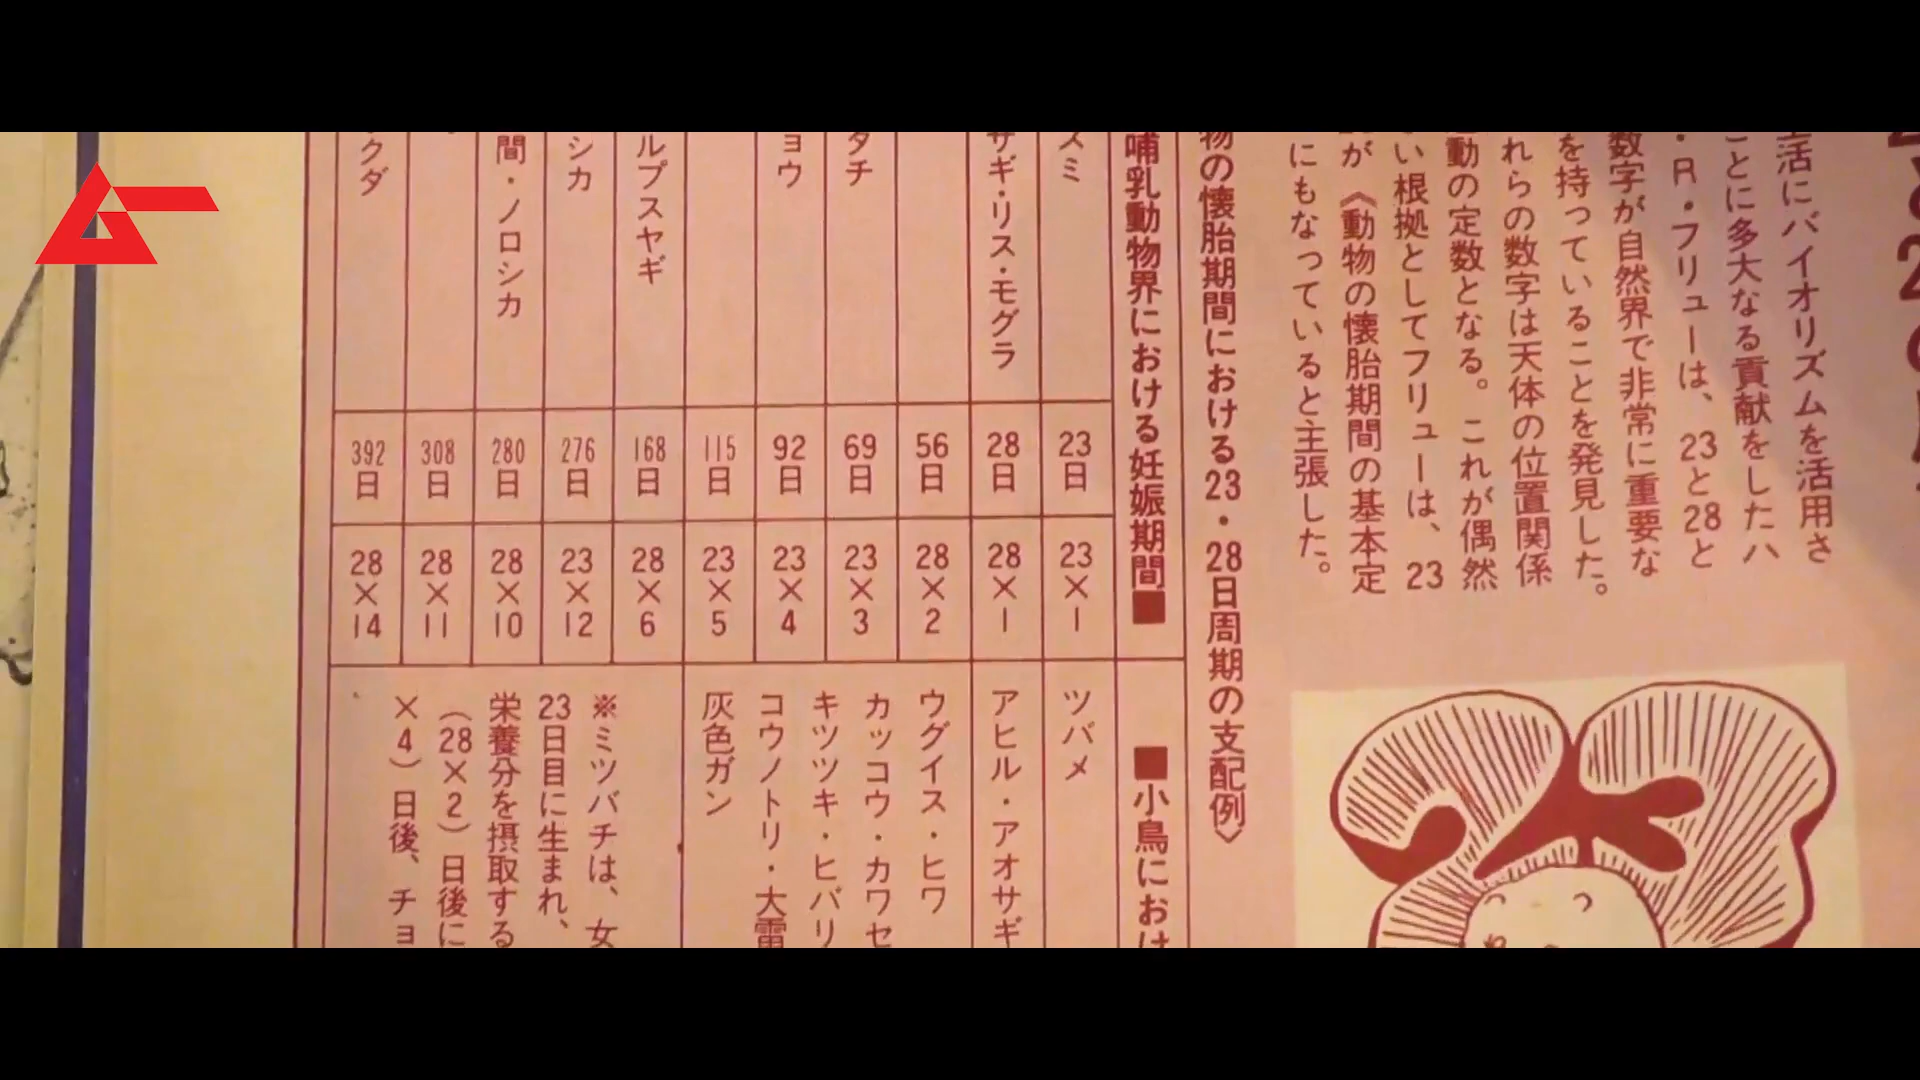 生活にバイオリズムを活用さ
ことに多大なる貢献をしたハ
・R・フリューは、23と28と
数字が自然界で非常に重要な
を持っていることを発見した。
れらの数字は天体の位置関係
動の定数となる。これが偶然
い根拠としてフリューは、23
が《動物の懐胎期間の基本定
にもなっていると主張した。
物の懐胎期間における23・28日周期の支配例〉
哺乳動物界における妊娠期間■
スミ
23日
23×1
サギ・リス・モグラ
28日
28×1
56日
28×2
タチ
69日
23×3
ョウ
92日
23×4
115日
23×5
ルプスヤギ
168日
28×6
シカ
276日
23×12
間・ノロシカ
280日
28×10
308日
28×11
クダ
392日
28×14
■小鳥におけ
ツバメ
アヒル・アオサギ
ウグイス・ヒワ
カッコウ・カワセ
キツツキ・ヒバリ
コウノトリ・大雷
灰色ガン
※ミツバチは、女
23日目に生まれ、
栄養分を摂取する
(28×2)日後に
×4)日後、チョ
ムー